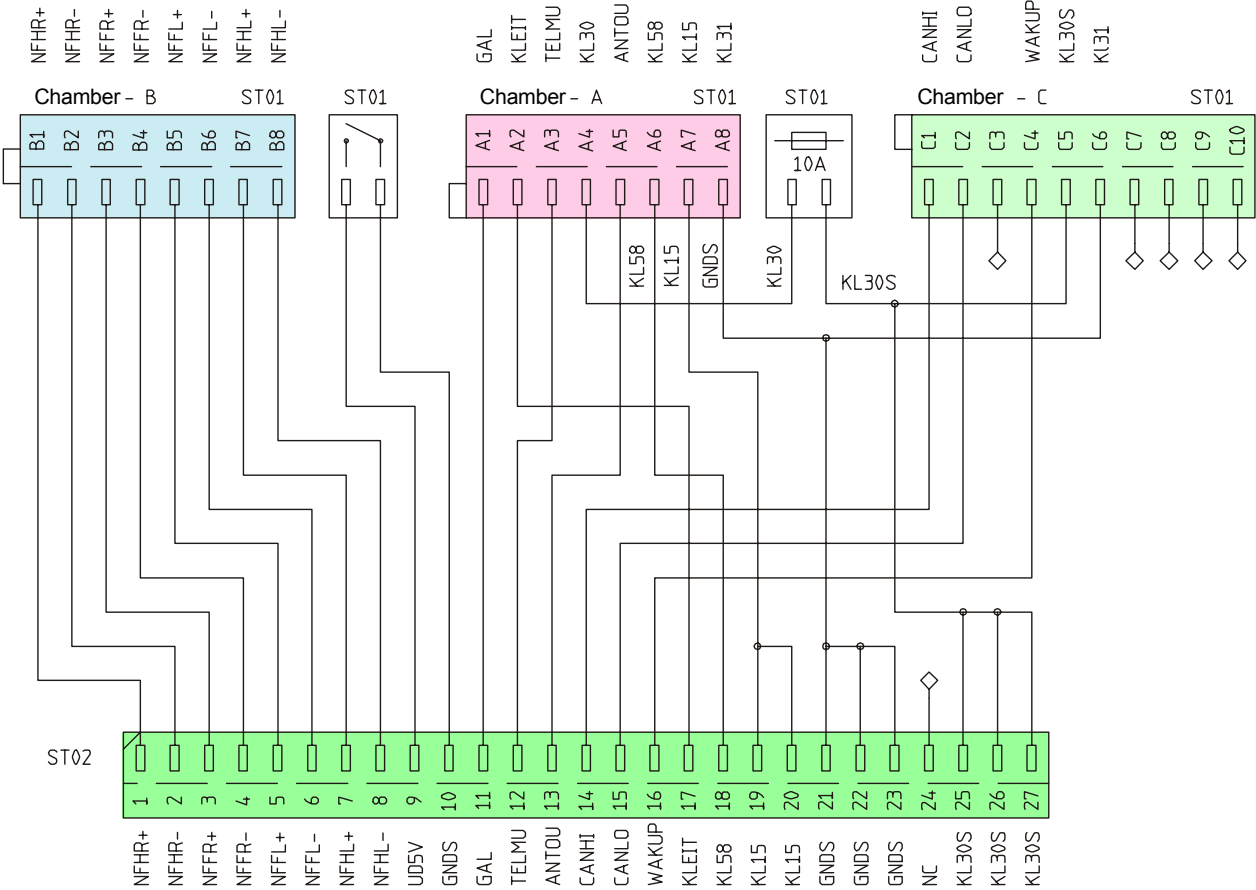 NFHR+ NFHR- NFFR+ NFFR- NFFL+ NFFL- NFHL+ NFHL-
GAL KLEIT TELMU KL30 ANTOU KL58 KL15 KL31
CANHI CANLO WAKUP KL30S Kl31
Chamber - B ST01
ST01
Chamber - A ST01
ST01
Chamber - C ST01
B1 B2 B3 B4 B5 B6 B7 B8
A1 A2 A3 A4 A5 A6 A7 A8
10A
C1 C2 C3 C4 C5 C6 C7 C8 C9 C10
KL58 KL15 GNDS KL30
KL30S
ST02
1 2 3 4 5 6 7 8 9 10 11 12 13 14 15 16 17 18 19 20 21 22 23 24 25 26 27
NFHR+ NFHR- NFFR+ NFFR- NFFL+ NFFL- NFHL+ NFHL- UD5V GNDS GAL TELMU ANTOU CANHI CANLO WAKUP KLEIT KL58 KL15 KL15 GNDS GNDS GNDS NC KL30S KL30S KL30S